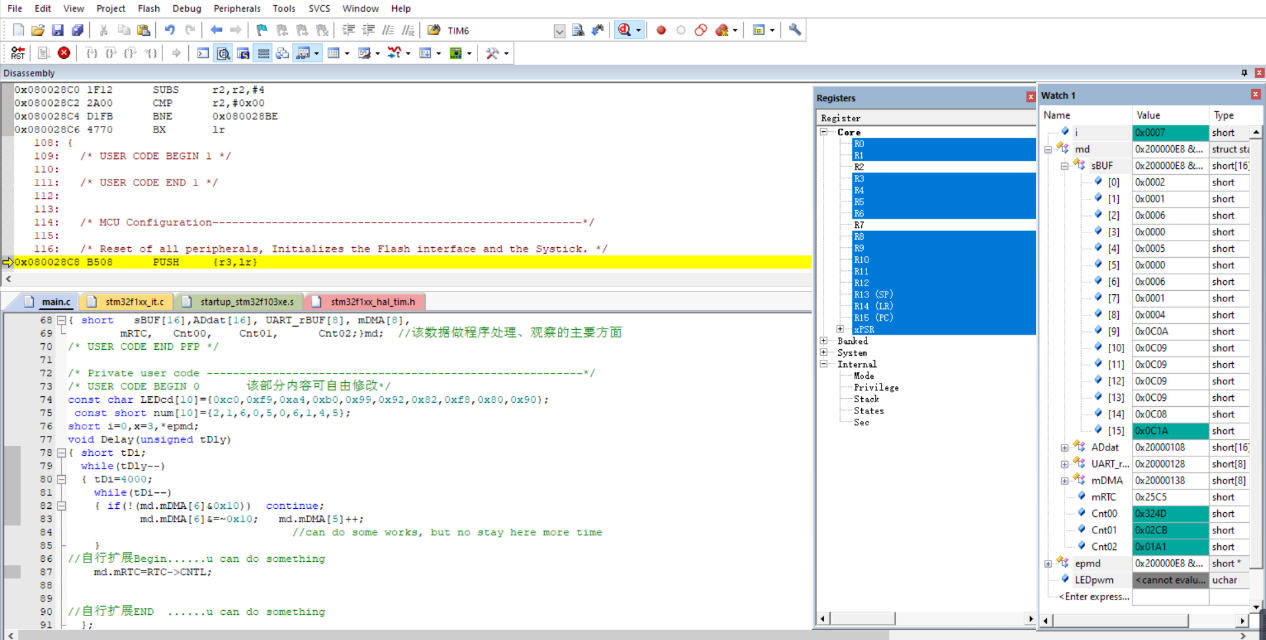 File Edit View Project Flash Debug Peripherals Tools SVCS Window Help
TIM6
RST
Disassembly
0x080028C0 1F12 SUBS r2,r2,#4
0x080028C2 2A00 CMP r2,#0x00
0x080028C4 D1FB BNE 0x080028BE
0x080028C6 4770 BX lr
108: {
109: /* USER CODE BEGIN 1 */
110:
111: /* USER CODE END 1 */
112:
113:
114: /* MCU Configuration--------------------------------------------------------*/
115:
116: /* Reset of all peripherals, Initializes the Flash interface and the Systick. */
0x080028C8 B508 PUSH {r3,lr}
main.c stm32f1xx_it.c startup_stm32f103xe.s stm32f1xx_hal_tim.h
68 { short sBUF[16],ADdat[16], UART_rBUF[8], mDMA[8],
69 mRTC, Cnt00, Cnt01, Cnt02;}md; //该数据做程序处理、观察的主要方面
70 /* USER CODE END PFP */
71
72 /* Private user code ---------------------------------------------------------*/
73 /* USER CODE BEGIN 0 该部分内容可自由修改*/
74 const char LEDcd[10]={0xc0,0xf9,0xa4,0xb0,0x99,0x92,0x82,0xf8,0x80,0x90};
75 const short num[10]={2,1,6,0,5,0,6,1,4,5};
76 short i=0,x=3,*epmd;
77 void Delay(unsigned tDly)
78 { short tDi;
79 while(tDly--)
80 { tDi=4000;
81 while(tDi--)
82 { if(!(md.mDMA[6]&0x10)) continue;
83 md.mDMA[6]&=~0x10; md.mDMA[5]++;
84 //can do some works, but no stay here more time
85 }
86 //自行扩展Begin......u can do something
87 md.mRTC=RTC->CNTL;
88
89
90 //自行扩展END ......u can do something
91 };
Registers
Register
Core
R0
R1
R2
R3
R4
R5
R6
R7
R8
R9
R10
R11
R12
R13 (SP)
R14 (LR)
R15 (PC)
xPSR
Banked
System
Internal
Mode
Privilege
Stack
States
Sec
Watch 1
Name Value Type
i 0x0007 short
md 0x200000E8 &... struct sta
sBUF 0x200000E8 &... short[16]
[0] 0x0002 short
[1] 0x0001 short
[2] 0x0006 short
[3] 0x0000 short
[4] 0x0005 short
[5] 0x0000 short
[6] 0x0006 short
[7] 0x0001 short
[8] 0x0004 short
[9] 0x0C0A short
[10] 0x0C09 short
[11] 0x0C09 short
[12] 0x0C09 short
[13] 0x0C09 short
[14] 0x0C08 short
[15] 0x0C1A short
ADdat 0x20000108 short[16]
UART_r... 0x20000128 short[8]
mDMA 0x20000138 short[8]
mRTC 0x25C5 short
Cnt00 0x324D short
Cnt01 0x02CB short
Cnt02 0x01A1 short
epmd 0x200000E8 &... short *
LEDpwm <cannot evalu... uchar
<Enter express...